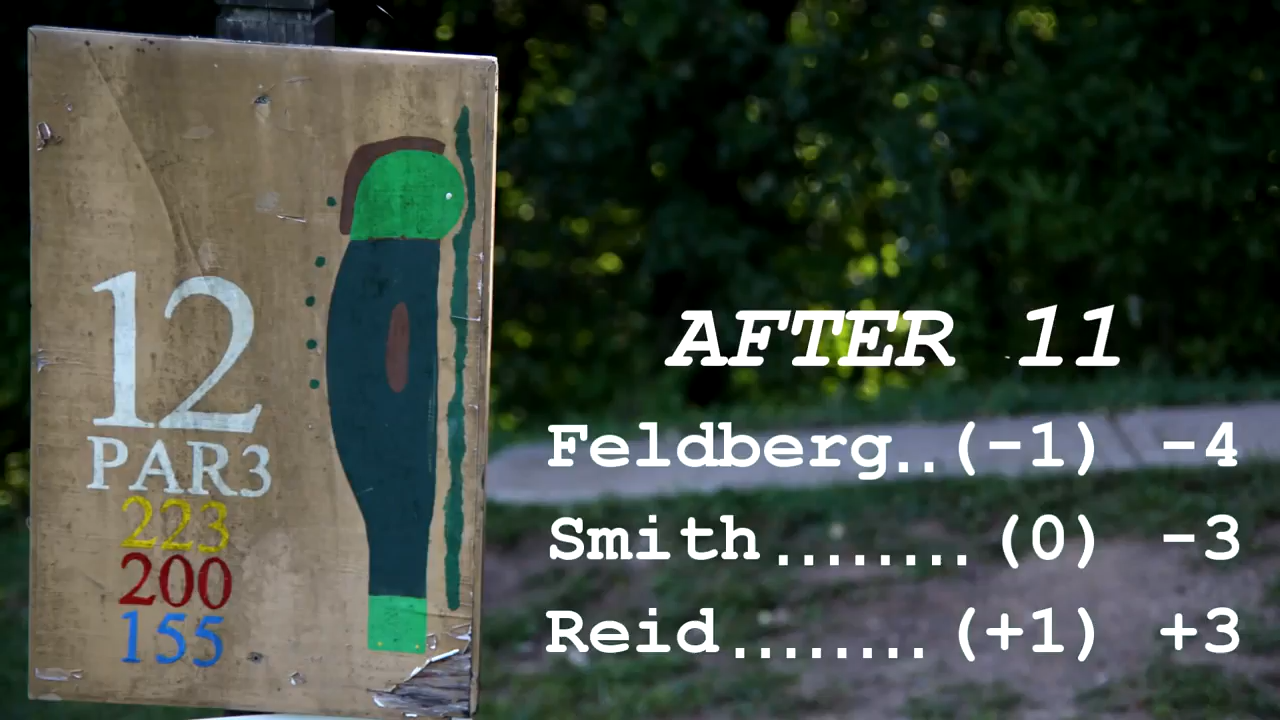 12
PAR3
223
200
155
AFTER 11
Feldberg..(-1) -4
Smith.........(0) -3
Reid.........(+1) +3